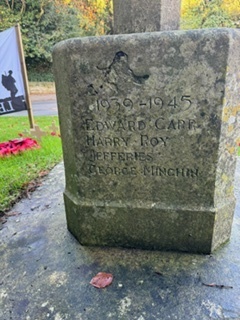 1939-1945
EDWARD CARR
HARRY ROY
JEFFERIES
GEORGE MINCHIN